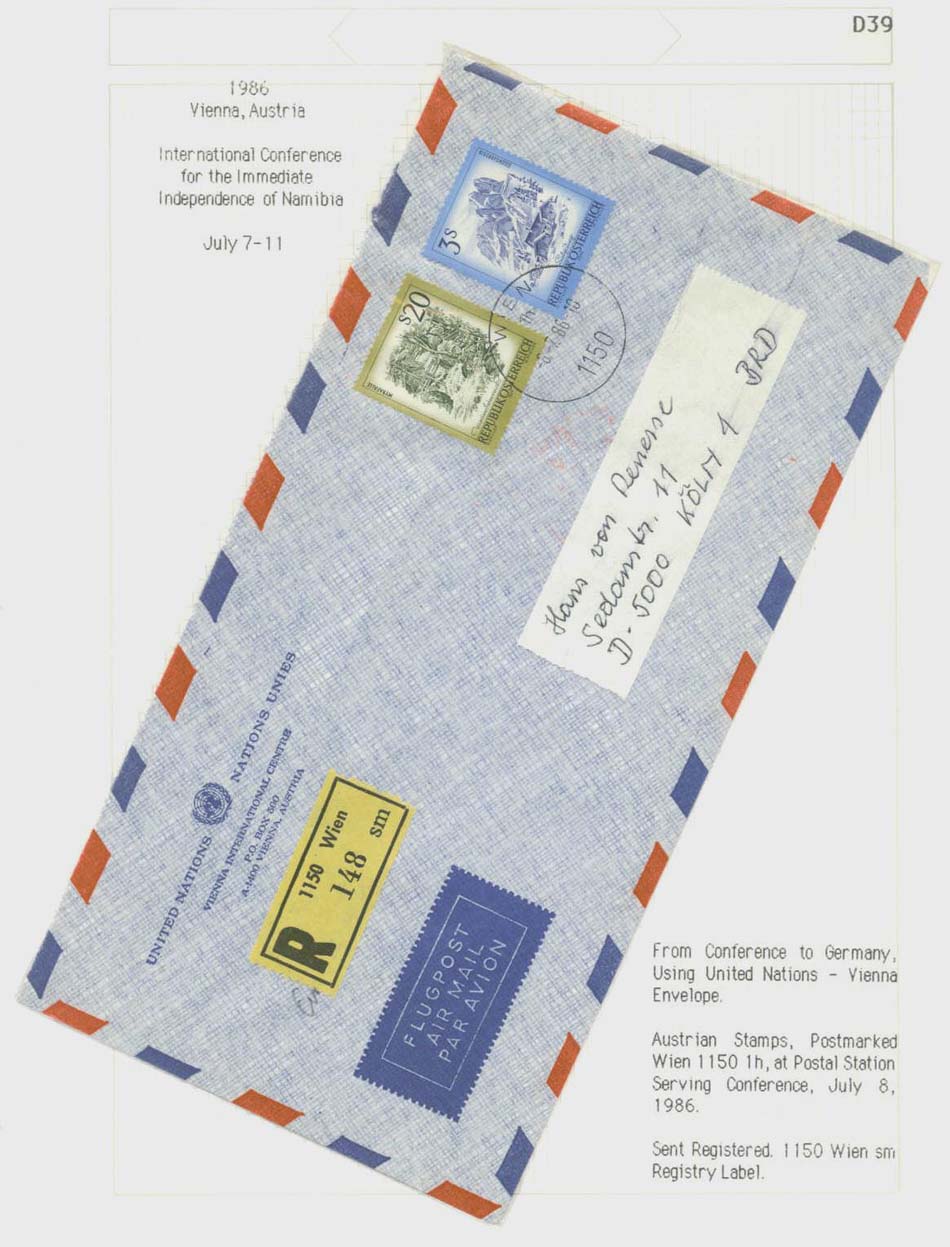 D39
1986
Vienna, Austria
International Conference
for the Immediate
Independence of Namibia
July 7-11
3s
REPUBLIK ÖSTERREICH
s20
REPUBLIK ÖSTERREICH
WIEN
1150
Hans von Renesse
Sedanstr. 11
D-5000 KÖLN 1 BRD
UNITED NATIONS NATIONS UNIES
VIENNA INTERNATIONAL CENTRE
P.O. BOX 500
A-1400 VIENNA, AUSTRIA
R
1150 Wien
148 sm
FLUGPOST
AIR MAIL
PAR AVION
From Conference to Germany,
Using United Nations - Vienna
Envelope.
Austrian Stamps, Postmarked
Wien 1150 1h, at Postal Station
Serving Conference, July 8,
1986.
Sent Registered. 1150 Wien sm
Registry Label.